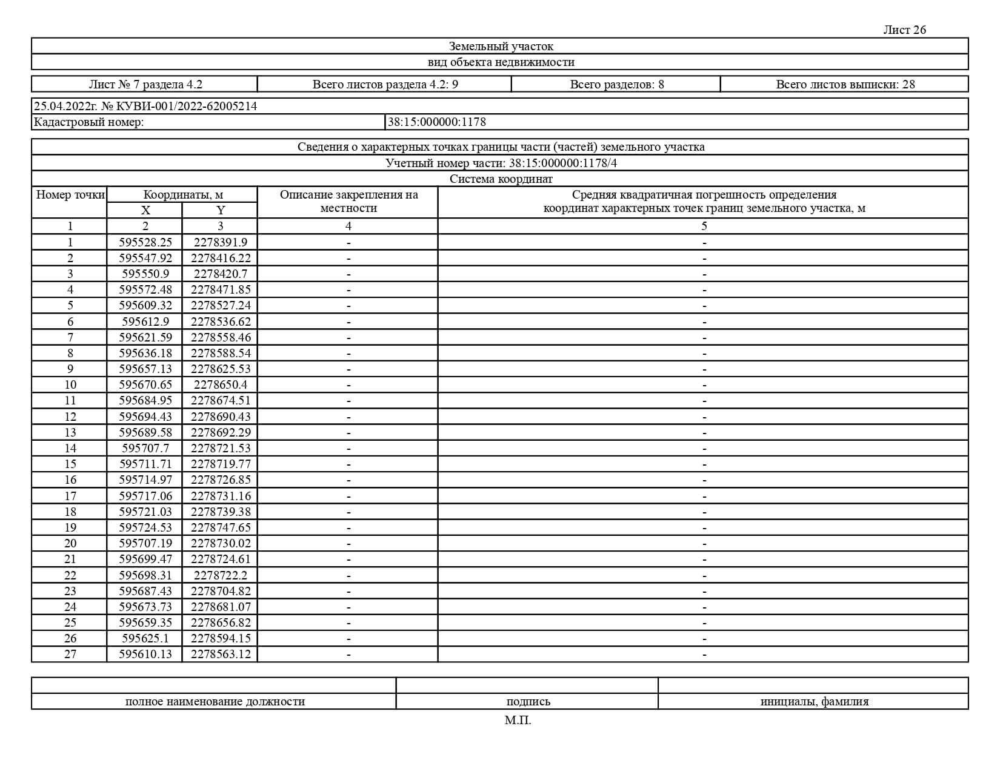 Лист 26
Земельный участок
вид объекта недвижимости
Лист № 7 раздела 4.2 Всего листов раздела 4.2: 9 Всего разделов: 8 Всего листов выписки: 28
25.04.2022г. № КУВИ-001/2022-62005214
Кадастровый номер: 38:15:000000:1178
Сведения о характерных точках границы части (частей) земельного участка
Учетный номер части: 38:15:000000:1178/4
Система координат
Номер точки Координаты, м Описание закрепления на местности Средняя квадратичная погрешность определения координат характерных точек границ земельного участка, м
X Y
1 2 3 4 5
1 595528.25 2278391.9 - -
2 595547.92 2278416.22 - -
3 595550.9 2278420.7 - -
4 595572.48 2278471.85 - -
5 595609.32 2278527.24 - -
6 595612.9 2278536.62 - -
7 595621.59 2278558.46 - -
8 595636.18 2278588.54 - -
9 595657.13 2278625.53 - -
10 595670.65 2278650.4 - -
11 595684.95 2278674.51 - -
12 595694.43 2278690.43 - -
13 595689.58 2278692.29 - -
14 595707.7 2278721.53 - -
15 595711.71 2278719.77 - -
16 595714.97 2278726.85 - -
17 595717.06 2278731.16 - -
18 595721.03 2278739.38 - -
19 595724.53 2278747.65 - -
20 595707.19 2278730.02 - -
21 595699.47 2278724.61 - -
22 595698.31 2278722.2 - -
23 595687.43 2278704.82 - -
24 595673.73 2278681.07 - -
25 595659.35 2278656.82 - -
26 595625.1 2278594.15 - -
27 595610.13 2278563.12 - -
полное наименование должности подпись инициалы, фамилия
М.П.